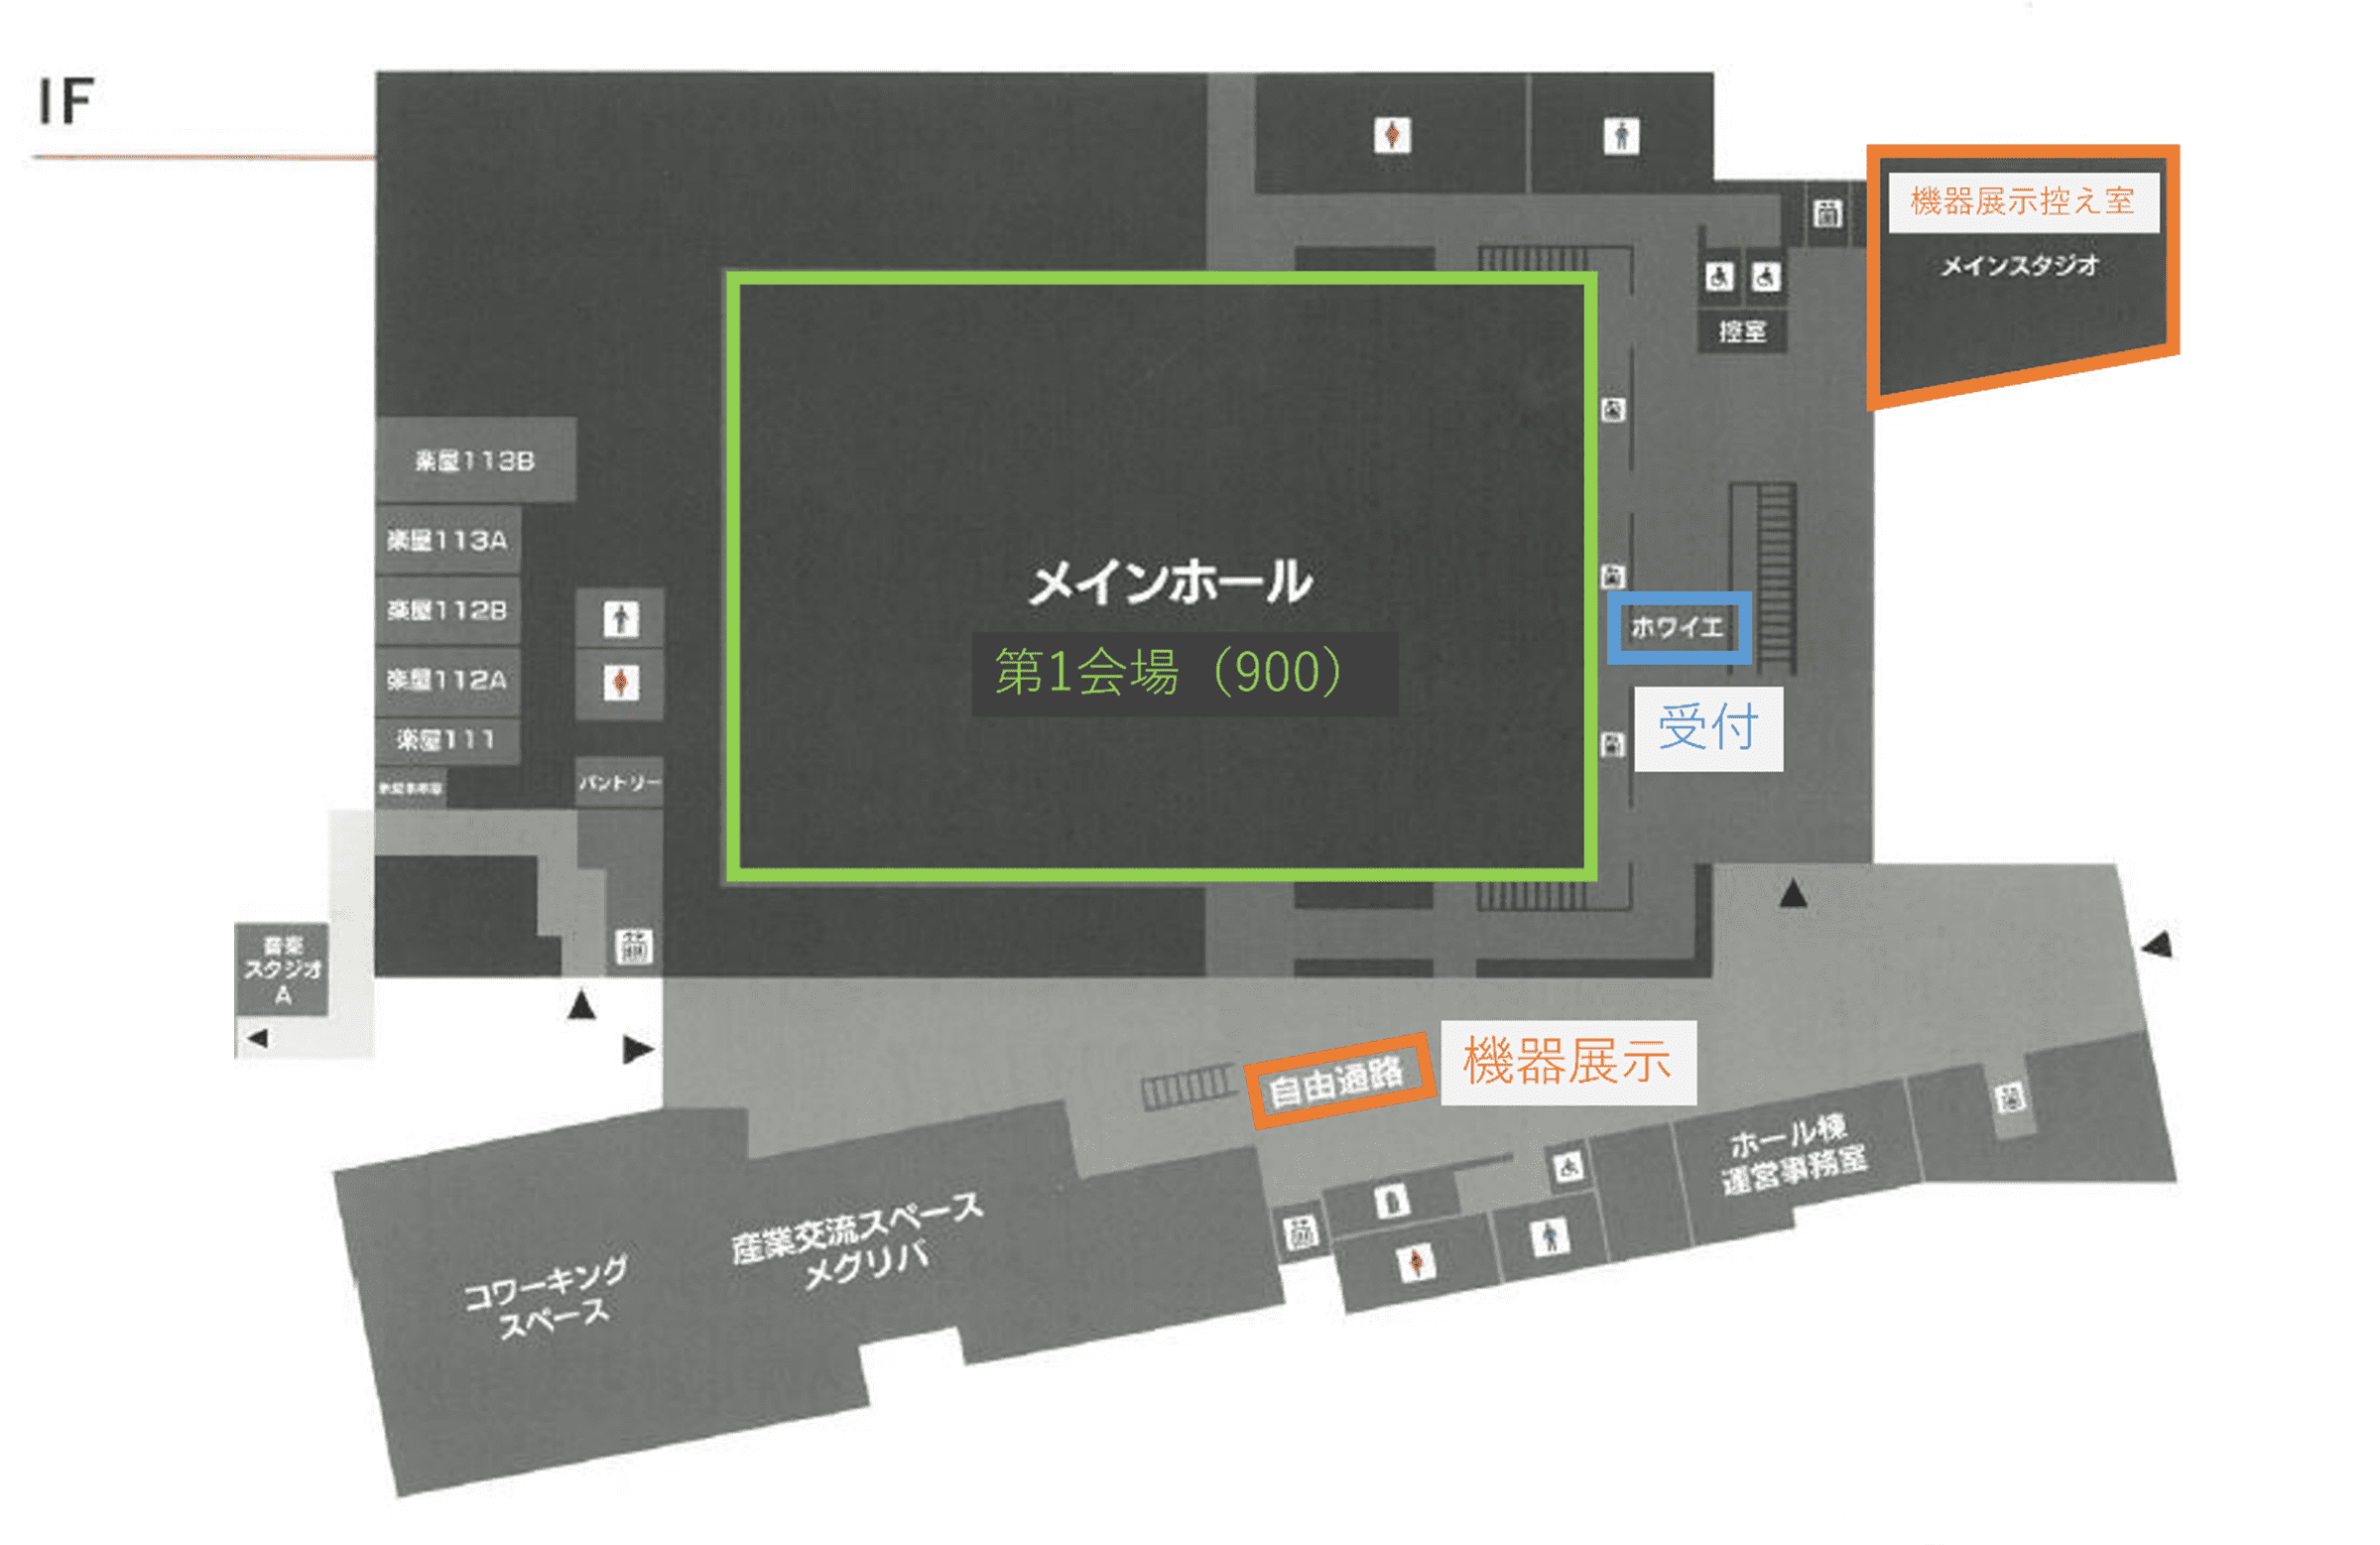 1F
機器展示控え室
メインスタジオ
控室
楽屋113B
楽屋113A
メインホール
楽屋112B
ホワイエ
第1会場（900）
楽屋112A
受付
楽屋111
パントリー
楽屋事務室
音楽
スタジオ
A
自由通路
機器展示
ホール棟
運営事務室
産業交流スペース
メグリバ
コワーキング
スペース